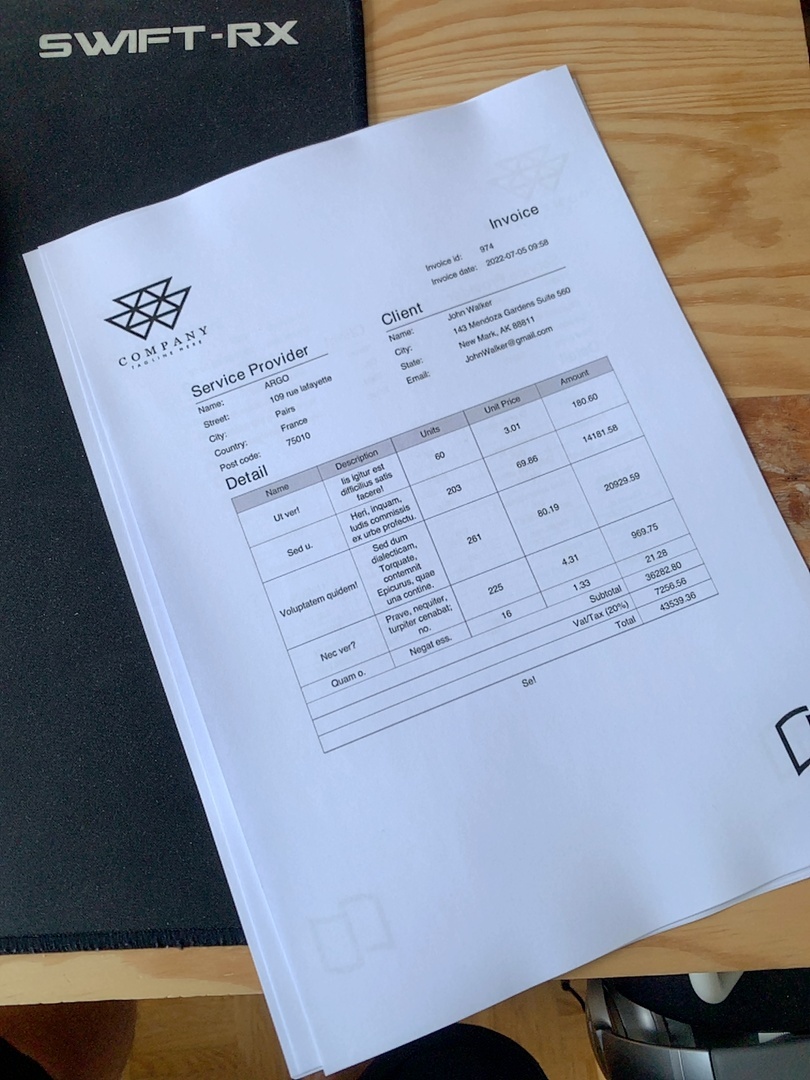 SWIFT-RX
Invoice
Invoice id: 974
Invoice date: 2022-07-05 09:58
COMPANY
TAGLINE HERE
Service Provider
Name: ARGO
Street: 109 rue lafayette
City: Pairs
Country: France
Post code: 75010
Client
Name: John Walker
City: 143 Mendoza Gardens Suite 560
State: New Mark, AK 88811
Email: JohnWalker@gmail.com
Detail
Name Description Units Unit Price Amount
Ut ver! Iis igitur est 60 3.01 180.60
difficilius satis
facere!
Sed u. Heri, inquam, 203 69.86 14181.58
ludis commissis
ex urbe profectu.
Voluptatem quidem! Sed dum 261 80.19 20929.59
dialecticam,
Torquate,
contemnit
Epicurus, quae
una contine.
Nec ver? Prave, nequiter, 225 4.31 969.75
turpiter cenabat;
no.
Quam o. Negat ess. 16 1.33 21.28
Subtotal 36282.80
Vat/Tax (20%) 7256.56
Total 43539.36
Se!